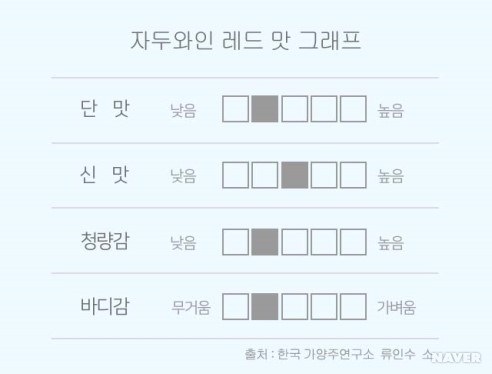 자두와인 레드 맛 그래프
단 맛 낮음 높음
신 맛 낮음 높음
청량감 낮음 높음
바디감 무거움 가벼움
출처 : 한국 가양주연구소 류인수 소
NAVER